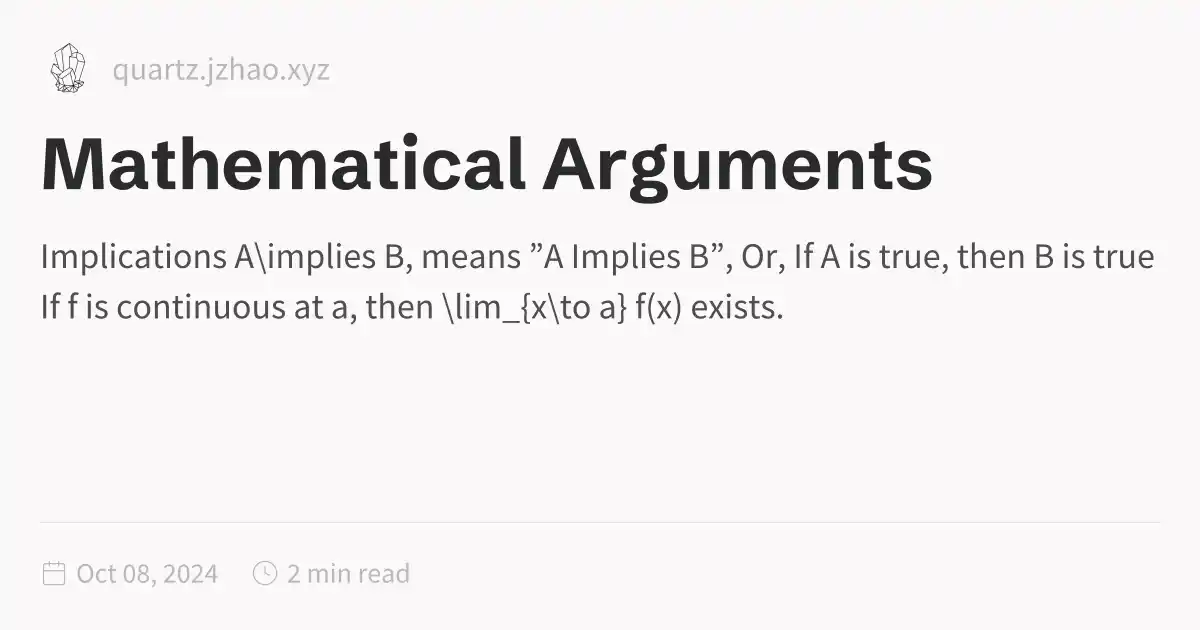 quartz.jzhao.xyz
Mathematical Arguments
Implications A\implies B, means ”A Implies B”, Or, If A is true, then B is true
If f is continuous at a, then \lim_{x\to a} f(x) exists.
Oct 08, 2024 2 min read